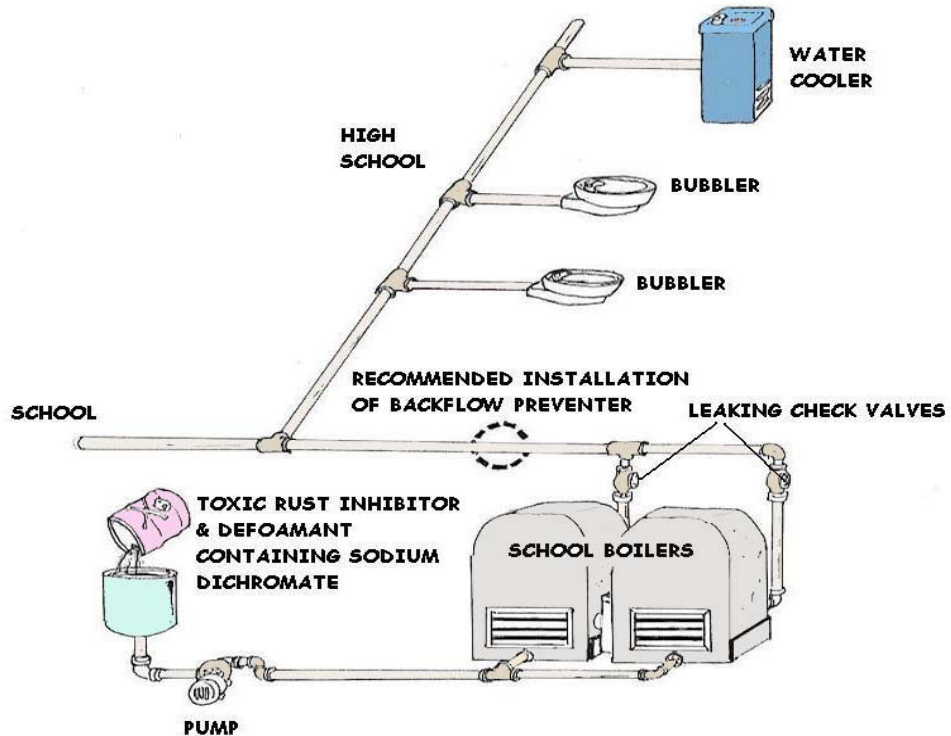 WATER
COOLER
HIGH
SCHOOL
BUBBLER
BUBBLER
RECOMMENDED INSTALLATION
OF BACKFLOW PREVENTER
LEAKING CHECK VALVES
SCHOOL
TOXIC RUST INHIBITOR
& DEFOAMANT
CONTAINING SODIUM
DICHROMATE
SCHOOL BOILERS
PUMP